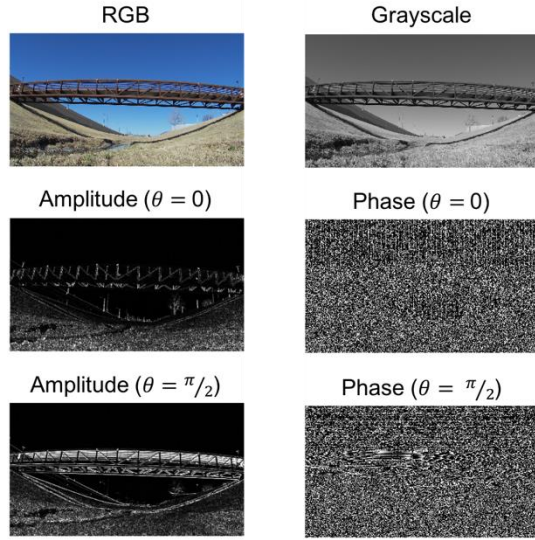 RGB
Grayscale
Amplitude (θ = 0)
Phase (θ = 0)
Amplitude (θ = π/2)
Phase (θ = π/2)